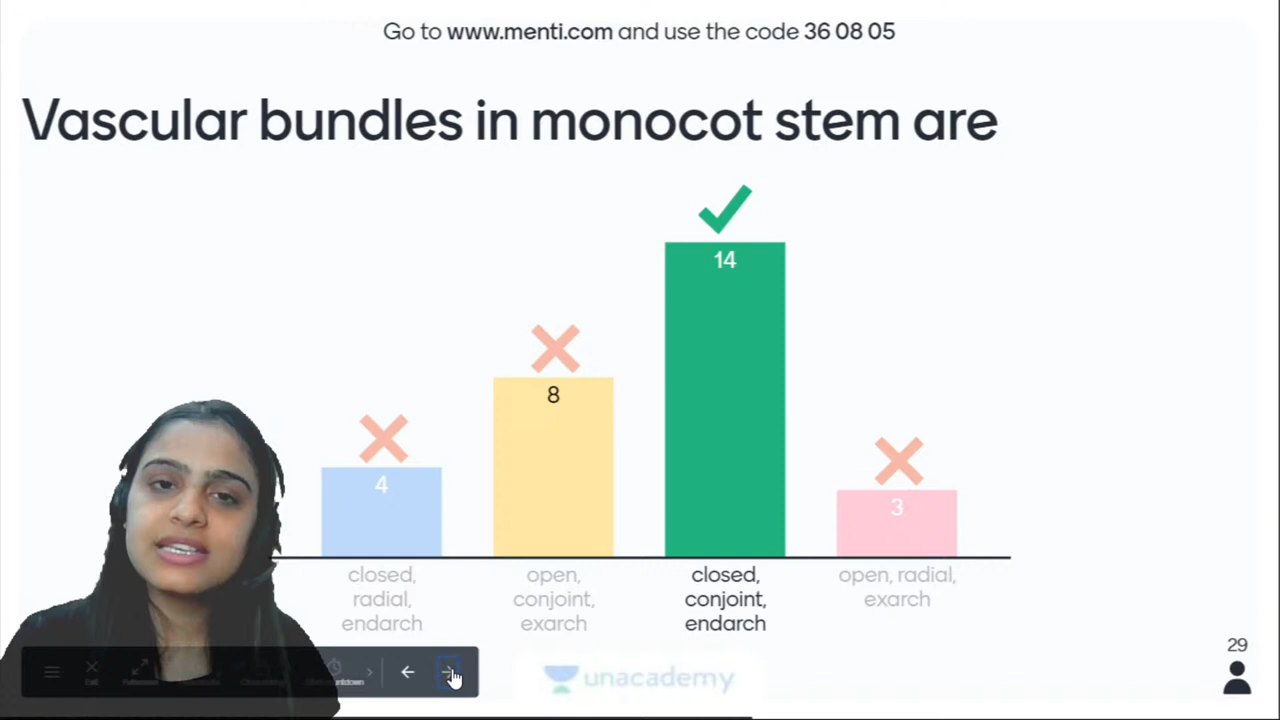 Go to www.menti.com and use the code 36 08 05
Vascular bundles in monocot stem are
14
8
4
3
closed,
radial,
endarch
open,
conjoint,
exarch
closed,
conjoint,
endarch
open, radial,
exarch
29
unacademy